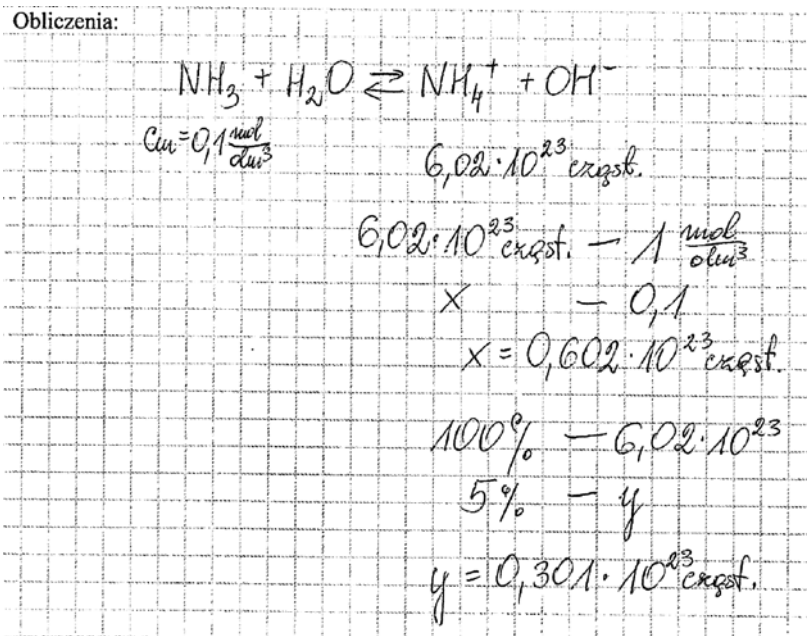 Obliczenia:
NH₃ + H₂O ⇄ NH₄⁺ + OH⁻
Cm=0,1 mol/dm³
6,02·10²³ cząst.
6,02·10²³ cząst. — 1 mol/dm³
x — 0,1
x = 0,602·10²³ cząst.
100% — 6,02·10²³
5% — y
y = 0,301·10²³ cząst.